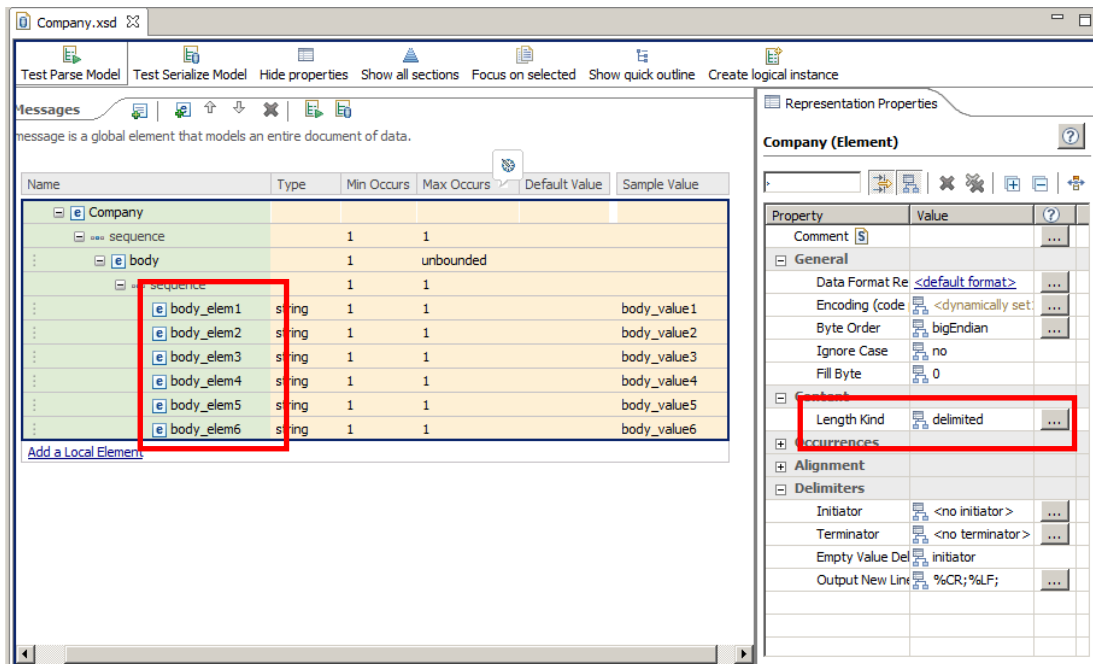 Company.xsd
Test Parse Model Test Serialize Model Hide properties Show all sections Focus on selected Show quick outline Create logical instance
Messages
message is a global element that models an entire document of data.
Name Type Min Occurs Max Occurs Default Value Sample Value
e Company
sequence 1 1
e body 1 unbounded
sequence 1 1
e body_elem1 string 1 1 body_value1
e body_elem2 string 1 1 body_value2
e body_elem3 string 1 1 body_value3
e body_elem4 string 1 1 body_value4
e body_elem5 string 1 1 body_value5
e body_elem6 string 1 1 body_value6
Add a Local Element
Representation Properties
Company (Element)
Property Value
Comment S ...
General
Data Format Re <default format> ...
Encoding (code <dynamically set: ...
Byte Order bigEndian ...
Ignore Case no
Fill Byte 0
Content
Length Kind delimited ...
Occurrences
Alignment
Delimiters
Initiator <no initiator> ...
Terminator <no terminator> ...
Empty Value Del initiator
Output New Line %CR;%LF; ...